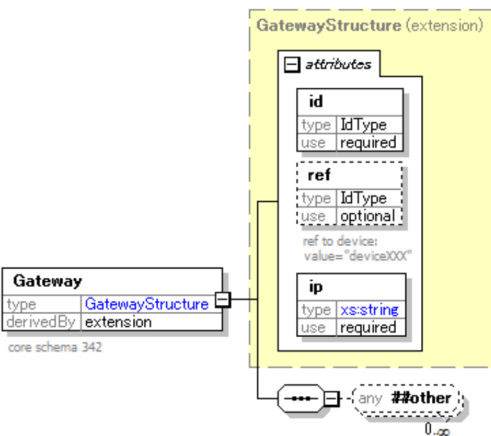 GatewayStructure (extension)
attributes
id
type IdType
use required
ref
type IdType
use optional
ref to device:
value="deviceXXX"
ip
type xs:string
use required
Gateway
type GatewayStructure
derivedBy extension
core schema 342
any ##other
0..∞